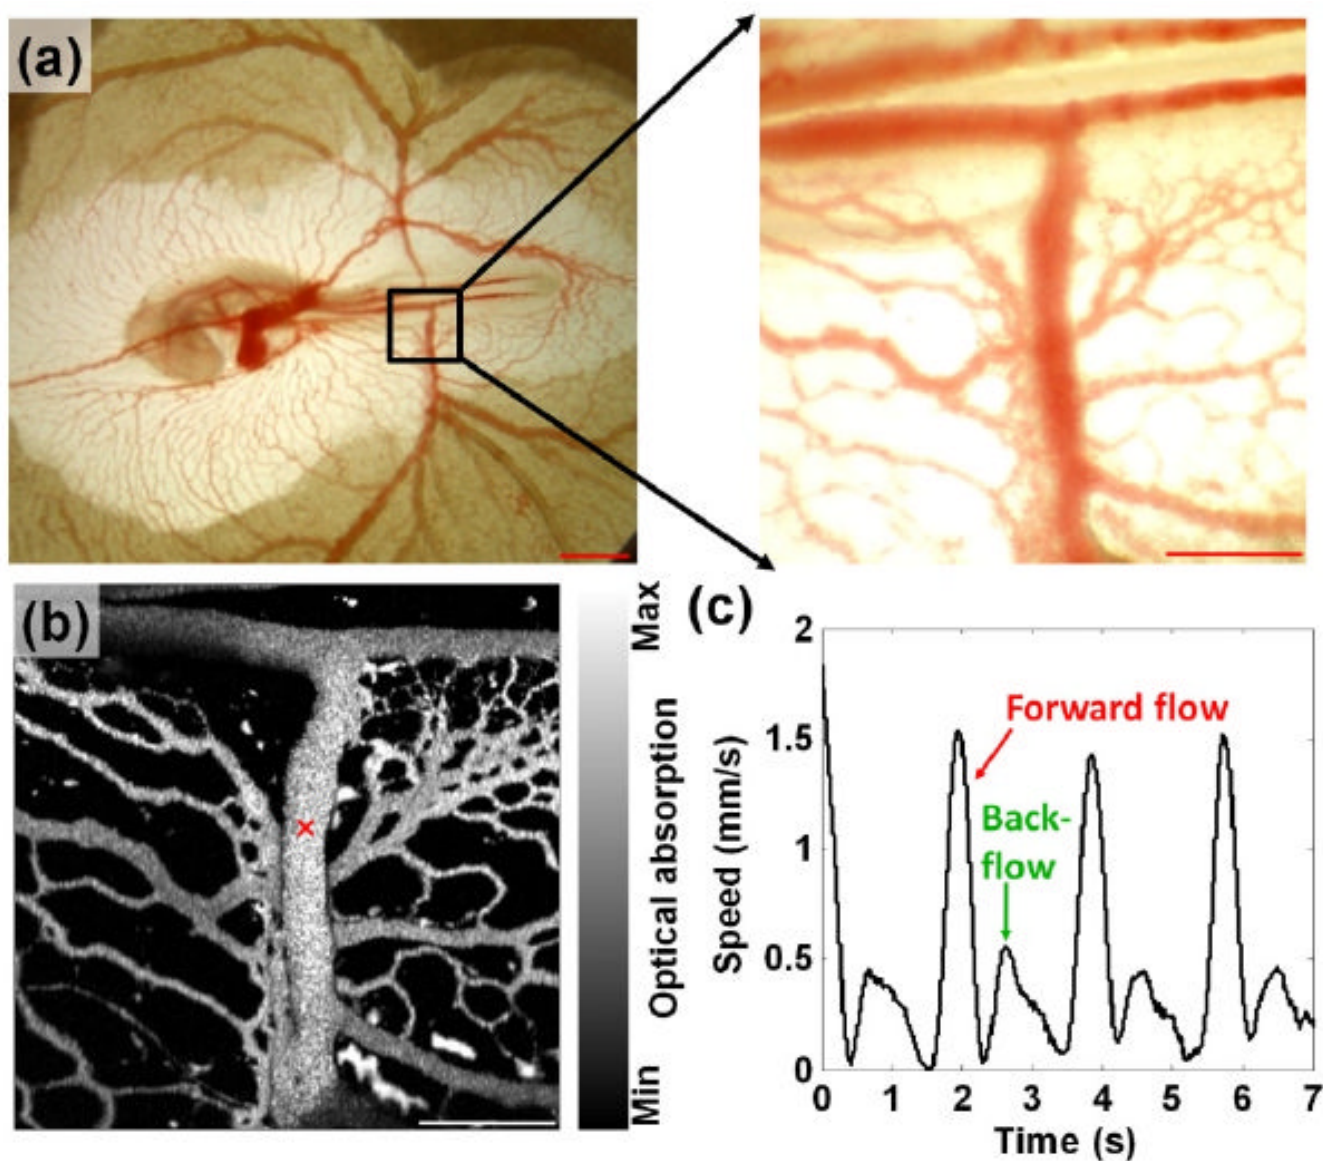 (a)
(b)
Max
Optical absorption
Min
(c)
2
1.5
1
0.5
0
Speed (mm/s)
Forward flow
Back-
flow
0 1 2 3 4 5 6 7
Time (s)